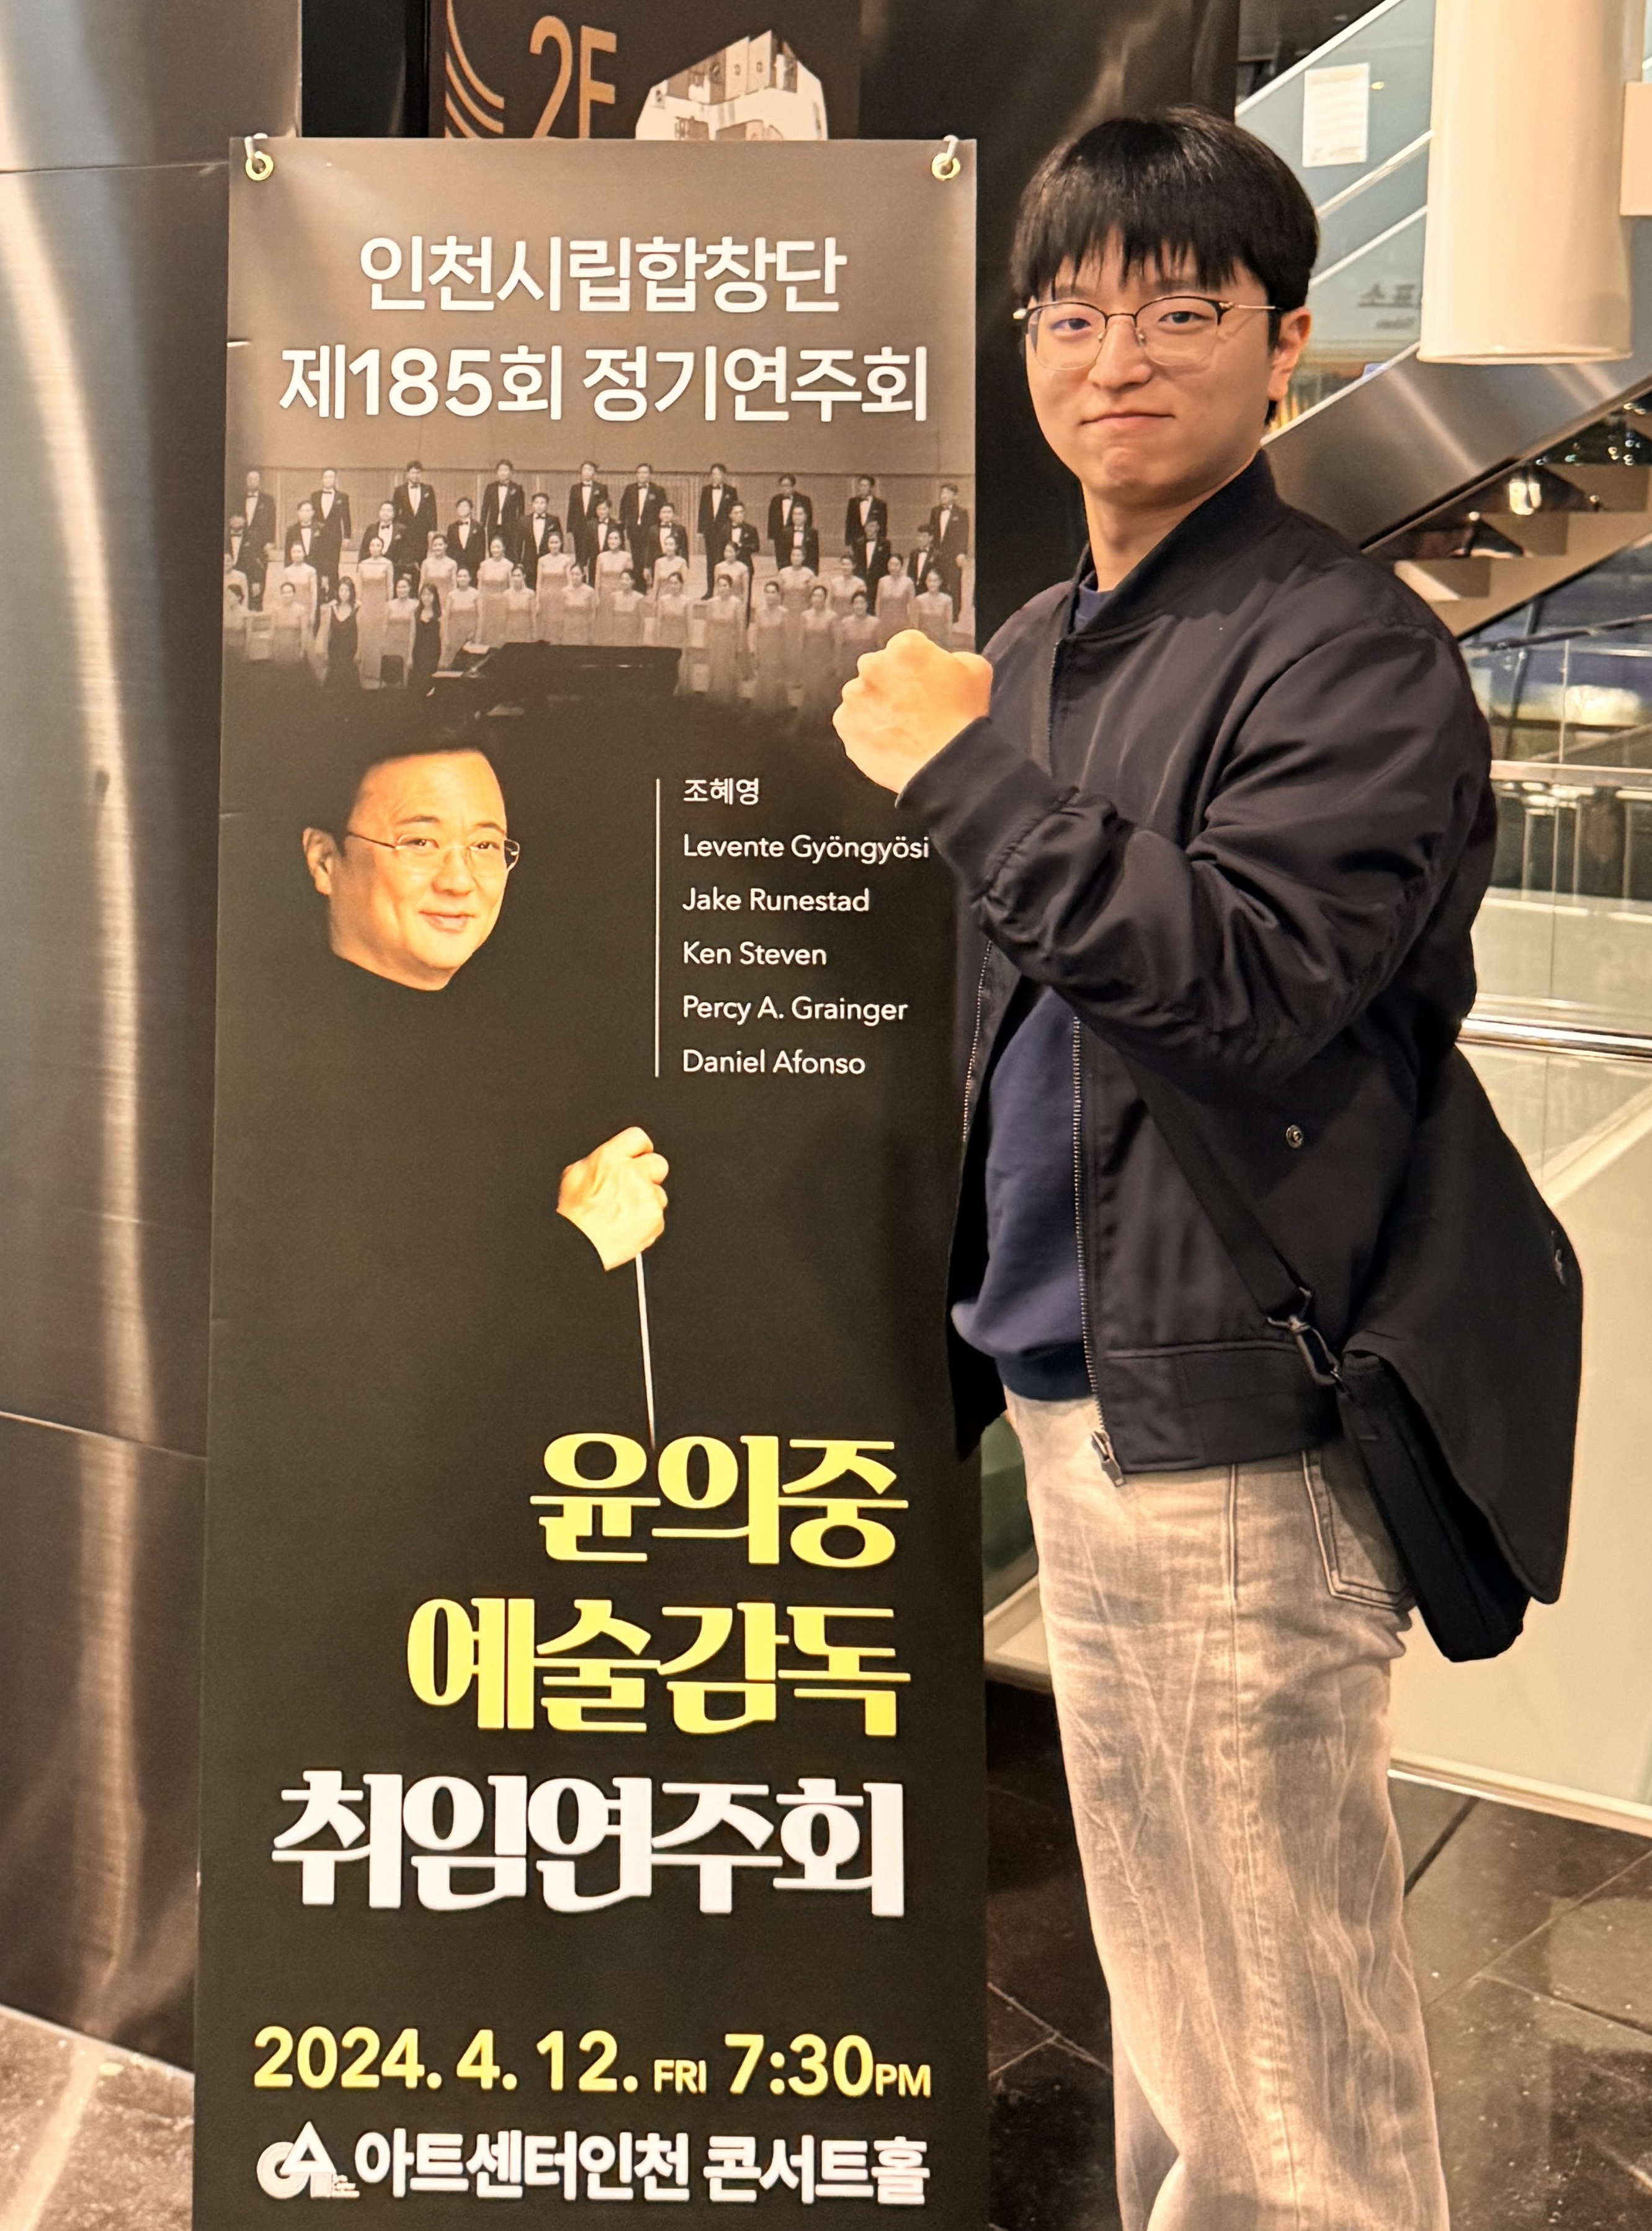 2F
인천시립합창단
제185회 정기연주회
조혜영
Levente Gyöngyösi
Jake Runestad
Ken Steven
Percy A. Grainger
Daniel Afonso
윤의중
예술감독
취임연주회
2024. 4. 12. FRI 7:30PM
아트센터인천 콘서트홀